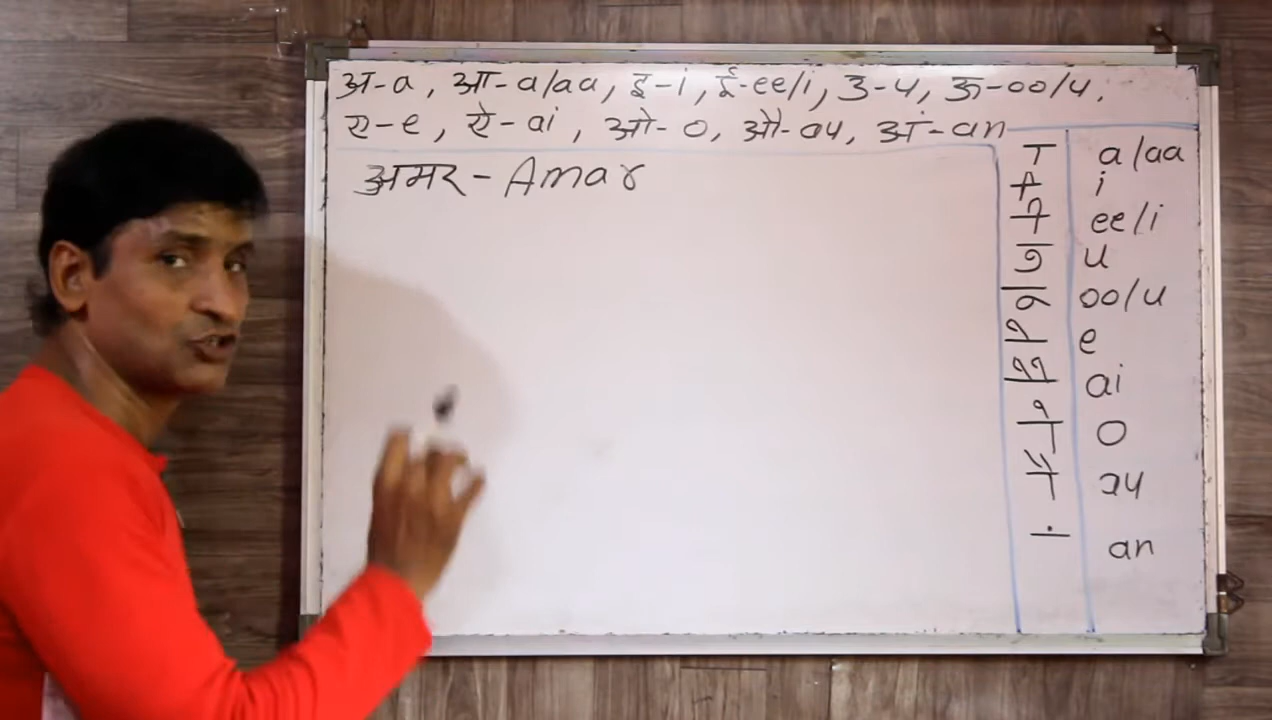 अ-a, आ-a/aa, इ-i, ई-ee/i, उ-u, ऊ-oo/u.
ए-e, ऐ-ai, ओ-o, औ-au, अं-an
अमर - Amar
ा a/aa
ि i
ी ee/i
ु u
ू oo/u
े e
ै ai
ो o
ौ au
ं an